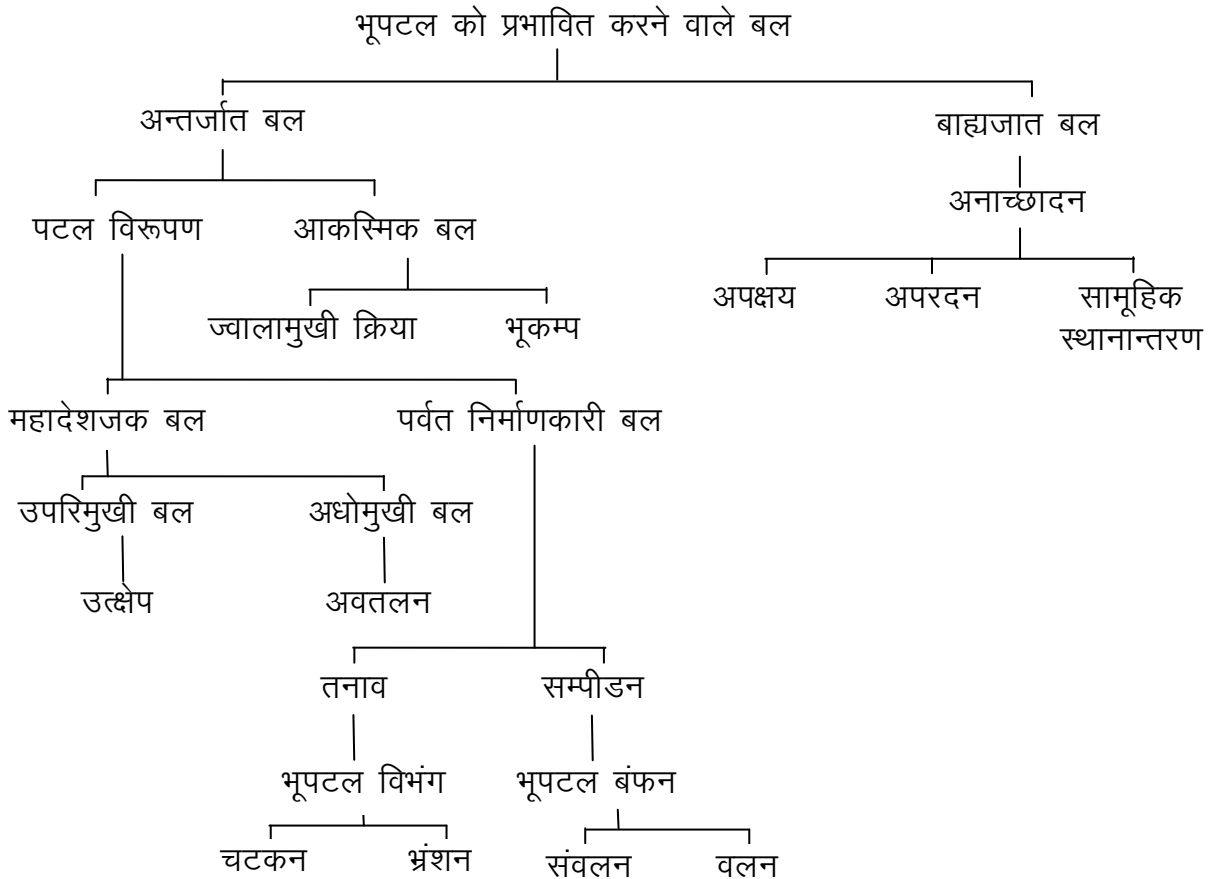 भूपटल को प्रभावित करने वाले बल
अन्तर्जात बल
बाह्यजात बल
पटल विरूपण
आकस्मिक बल
अनाच्छादन
ज्वालामुखी क्रिया
भूकम्प
अपक्षय
अपरदन
सामूहिक
स्थानान्तरण
महादेशजक बल
पर्वत निर्माणकारी बल
उपरिमुखी बल
अधोमुखी बल
उत्क्षेप
अवतलन
तनाव
सम्पीडन
भूपटल विभंग
भूपटल बंफन
चटकन
भ्रंशन
संवलन
वलन